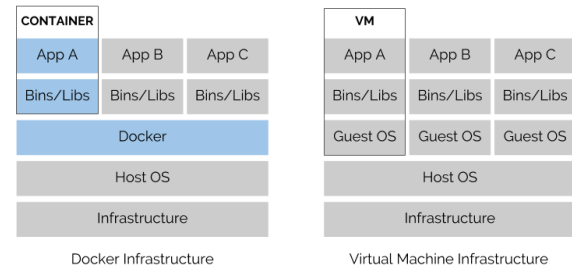 CONTAINER
App A App B App C
Bins/Libs Bins/Libs Bins/Libs
Docker
Host OS
Infrastructure
Docker Infrastructure
VM
App A App B App C
Bins/Libs Bins/Libs Bins/Libs
Guest OS Guest OS Guest OS
Host OS
Infrastructure
Virtual Machine Infrastructure